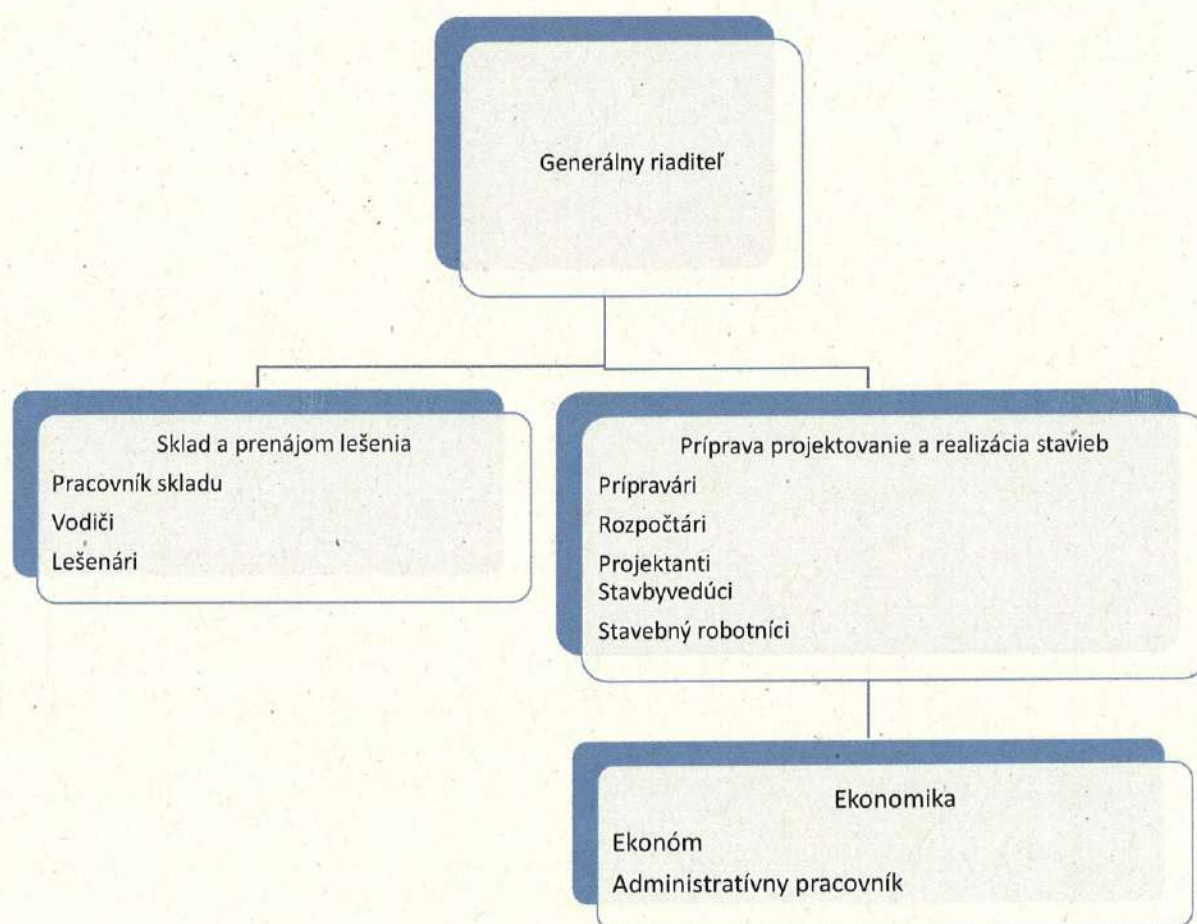 Generálny riaditeľ
Sklad a prenájom lešenia
Pracovník skladu
Vodiči
Lešenári
Príprava projektovanie a realizácia stavieb
Prípravári
Rozpočtári
Projektanti
Stavbyvedúci
Stavebný robotníci
Ekonomika
Ekonóm
Administratívny pracovník